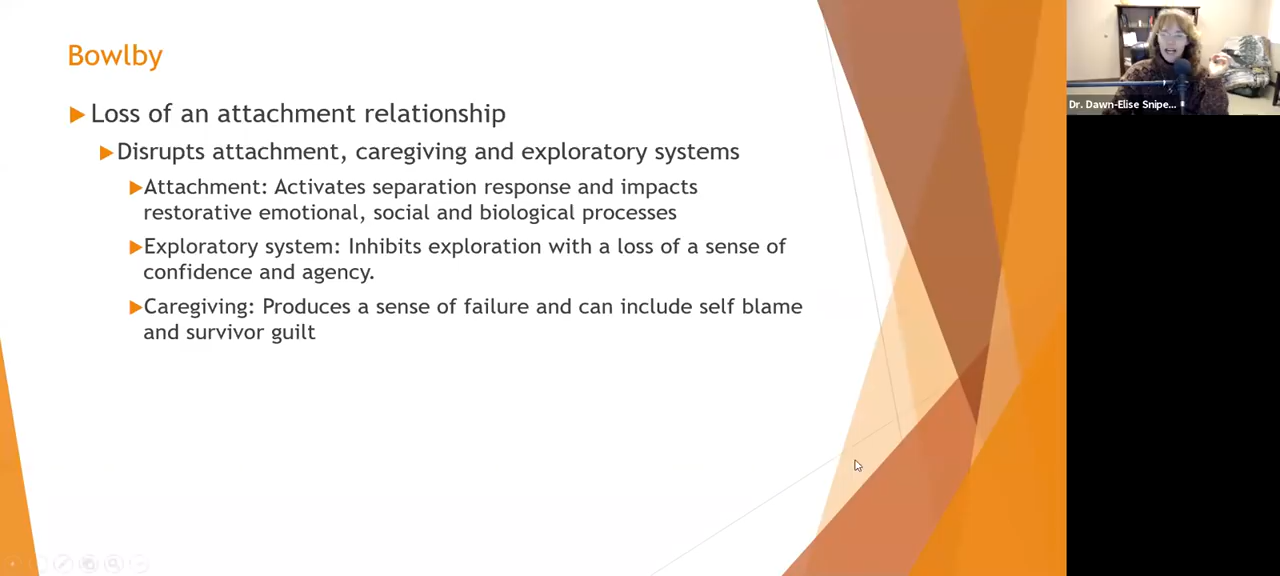 Bowlby
Loss of an attachment relationship
Disrupts attachment, caregiving and exploratory systems
Attachment: Activates separation response and impacts
restorative emotional, social and biological processes
Exploratory system: Inhibits exploration with a loss of a sense of
confidence and agency.
Caregiving: Produces a sense of failure and can include self blame
and survivor guilt
Dr. Dawn-Elise Snipe...